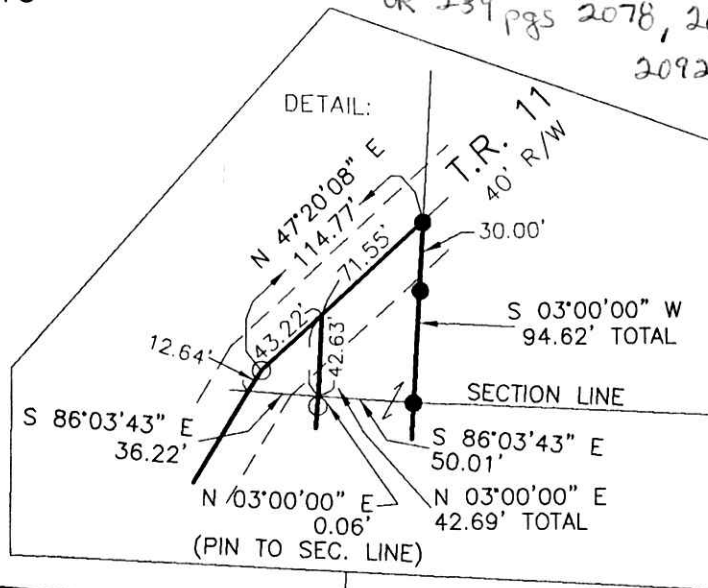 pgs 2078,
2092
DETAIL:
T.R. 11
40' R/W
N 47°20'08" E
114.77'
71.55'
30.00'
43.22'
12.64'
42.63'
S 03°00'00" W
94.62' TOTAL
SECTION LINE
S 86°03'43" E
36.22'
S 86°03'43" E
50.01'
N 03°00'00" E
0.06'
(PIN TO SEC. LINE)
N 03°00'00" E
42.69' TOTAL